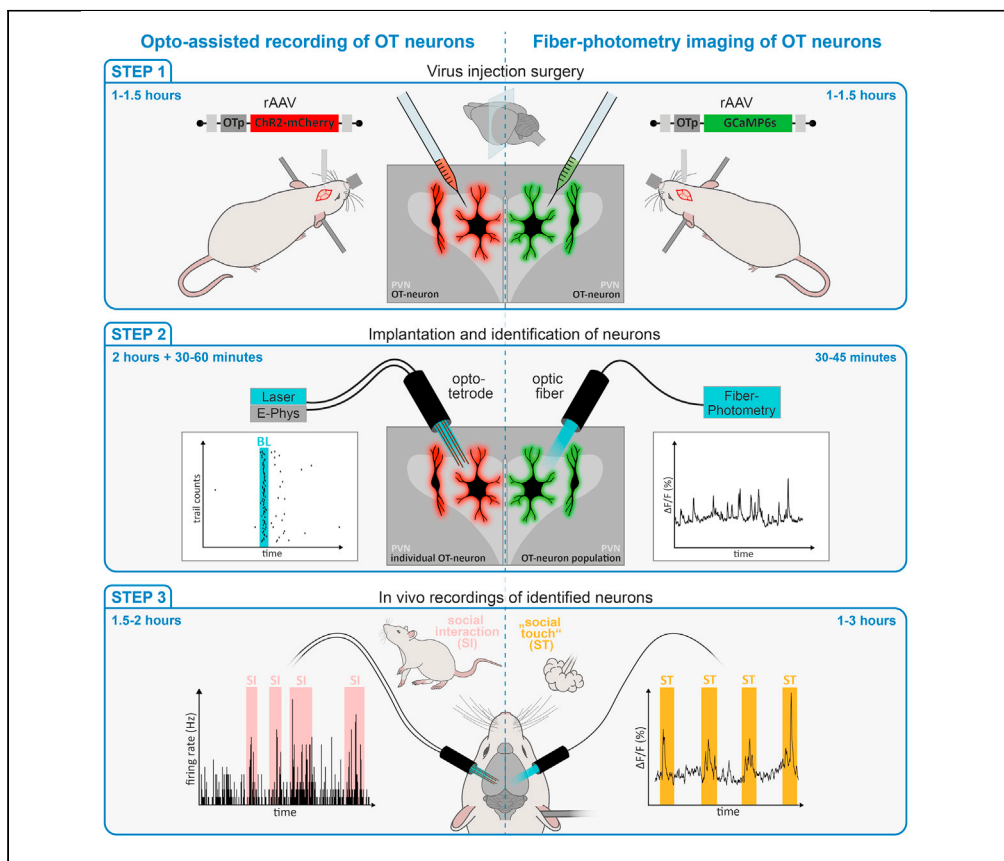 Opto-assisted recording of OT neurons
Fiber-photometry imaging of OT neurons
STEP 1
Virus injection surgery
1-1.5 hours
1-1.5 hours
rAAV
OTp ChR2-mCherry
rAAV
OTp GCaMP6s
PVN
OT-neuron
PVN
OT-neuron
STEP 2
Implantation and identification of neurons
2 hours + 30-60 minutes
30-45 minutes
Laser
E-Phys
opto-
tetrode
optic
fiber
Fiber-
Photometry
BL
trail counts
time
PVN
individual OT-neuron
PVN
OT-neuron population
ΔF/F (%)
time
STEP 3
In vivo recordings of identified neurons
1.5-2 hours
1-3 hours
social
interaction
(SI)
„social
touch“
(ST)
SI SI SI SI
firing rate (Hz)
time
ST ST ST ST
ΔF/F (%)
time